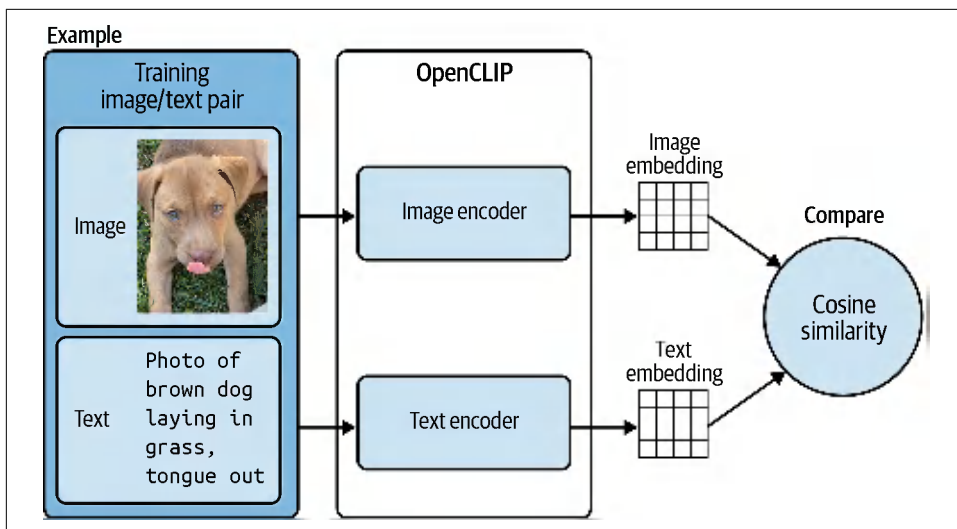 Example
Training
image/text pair
Image
Text
Photo of
brown dog
laying in
grass,
tongue out
OpenCLIP
Image encoder
Text encoder
Image
embedding
Text
embedding
Compare
Cosine
similarity